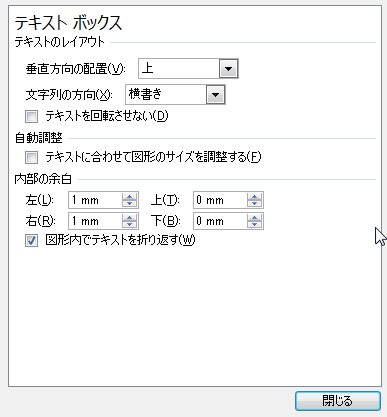 テキスト ボックス
テキストのレイアウト
垂直方向の配置(V): 上
文字列の方向(X): 横書き
テキストを回転させない(D)
自動調整
テキストに合わせて図形のサイズを調整する(F)
内部の余白
左(L): 1 mm 上(T): 0 mm
右(R): 1 mm 下(B): 0 mm
図形内でテキストを折り返す(W)
閉じる